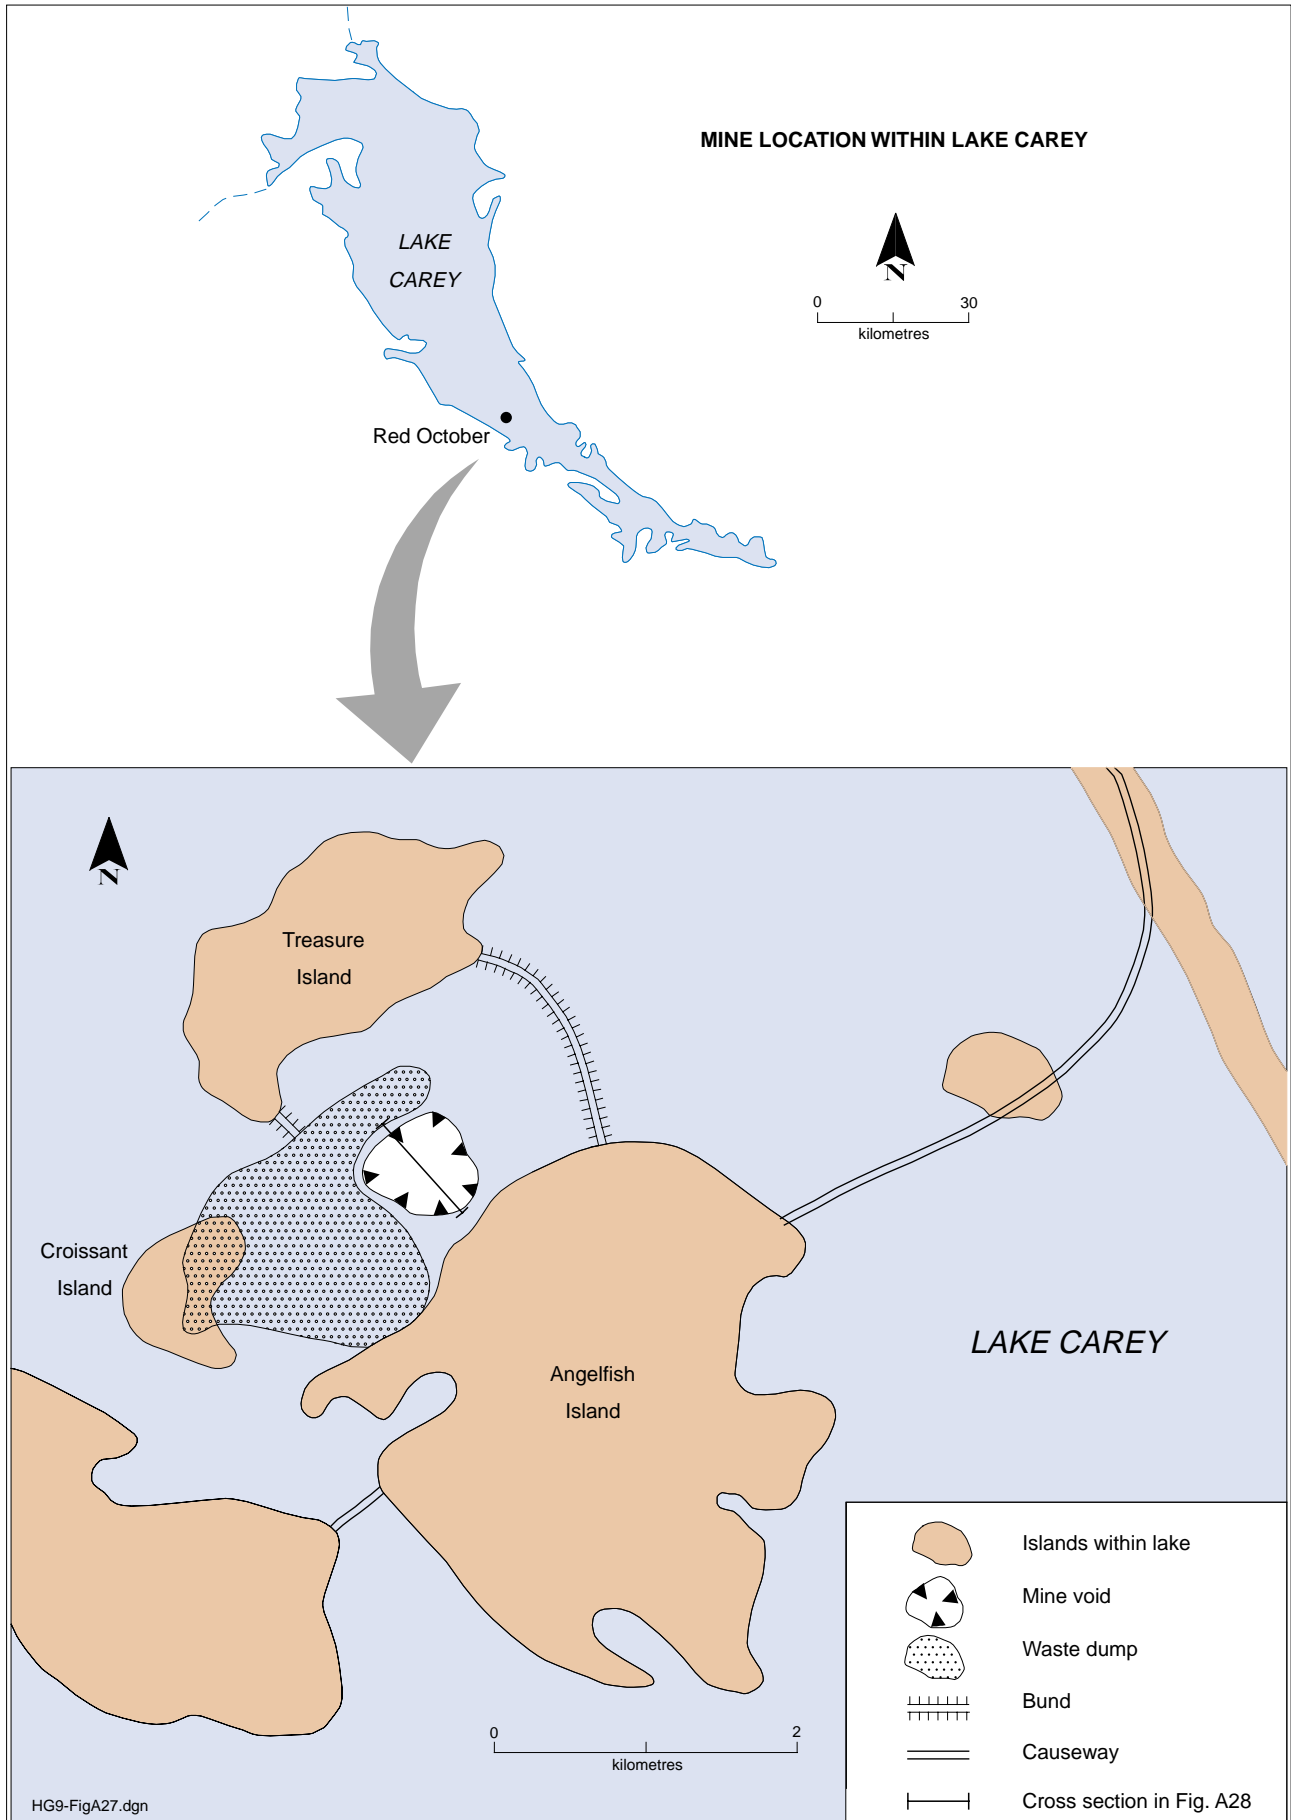 MINE LOCATION WITHIN LAKE CAREY
N
0 30
kilometres
LAKE
CAREY
Red October
N
Treasure
Island
Croissant
Island
Angelfish
Island
LAKE CAREY
0 2
kilometres
Islands within lake
Mine void
Waste dump
Bund
Causeway
Cross section in Fig. A28
HG9-FigA27.dgn